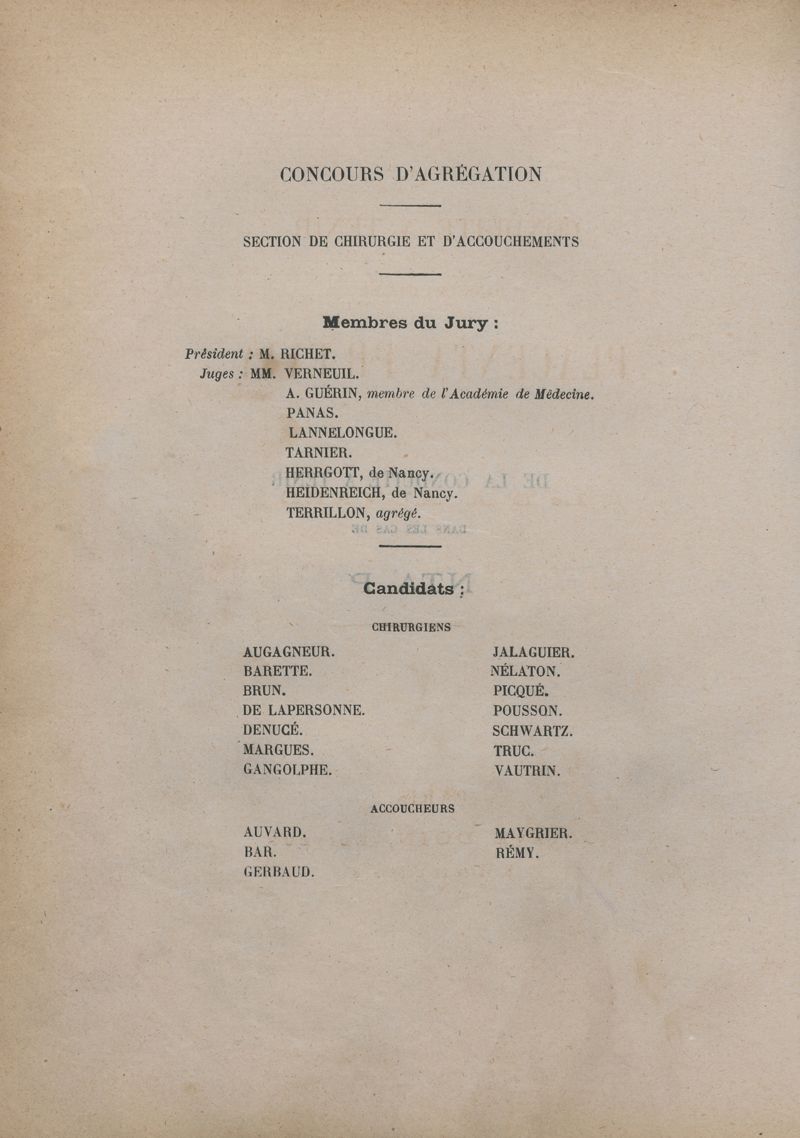 CONCOURS D'AGRÉGATION
SECTION DE CHIRURGIE ET D'ACCOUCHEMENTS
Membres du Jury :
Président : M. RICHET.
Juges : MM. VERNEUIL.
A. GUÉRIN, membre de l'Académie de Médecine.
PANAS.
LANNELONGUE.
TARNIER.
HERRGOTT, de Nancy.
HEIDENREICH, de Nancy.
TERRILLON, agrégé.
Candidats :
CHIRURGIENS
AUGAGNEUR. JALAGUIER.
BARETTE. NÉLATON.
BRUN. PICQUÉ.
DE LAPERSONNE. POUSSON.
DENUCÉ. SCHWARTZ.
MARGUES. TRUC.
GANGOLPHE. VAUTRIN.
ACCOUCHEURS
AUVARD. MAYGRIER.
BAR. RÉMY.
GERBAUD.